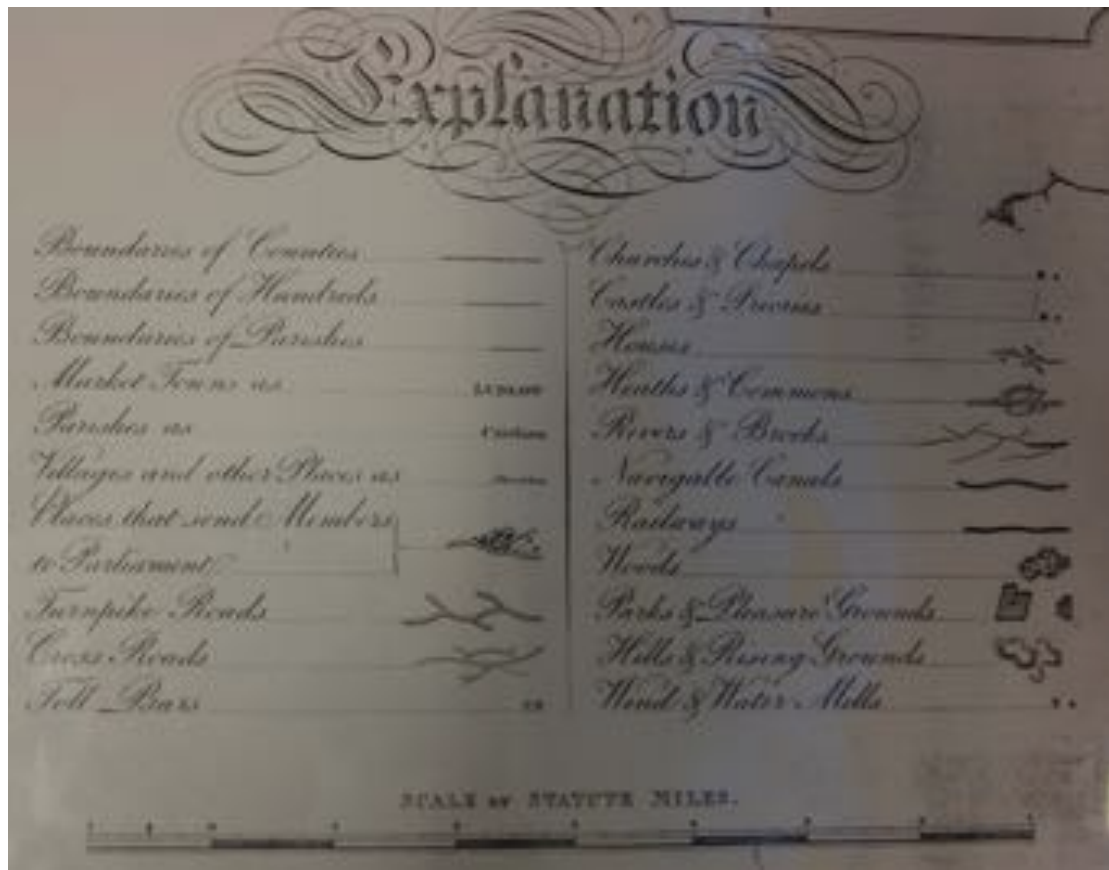 Explanation
Boundaries of Counties
Boundaries of Hundreds
Boundaries of Parishes
Market Towns as LUDLOW
Parishes as
Villages and other Places as
Places that send Members
to Parliament
Turnpike Roads
Cross Roads
Toll Bars
Churches & Chapels
Castles & Priories
Houses
Heaths & Commons
Rivers & Brooks
Navigable Canals
Railways
Woods
Parks & Pleasure Grounds
Hills & Rising Grounds
Wind & Water Mills
SCALE OF STATUTE MILES.